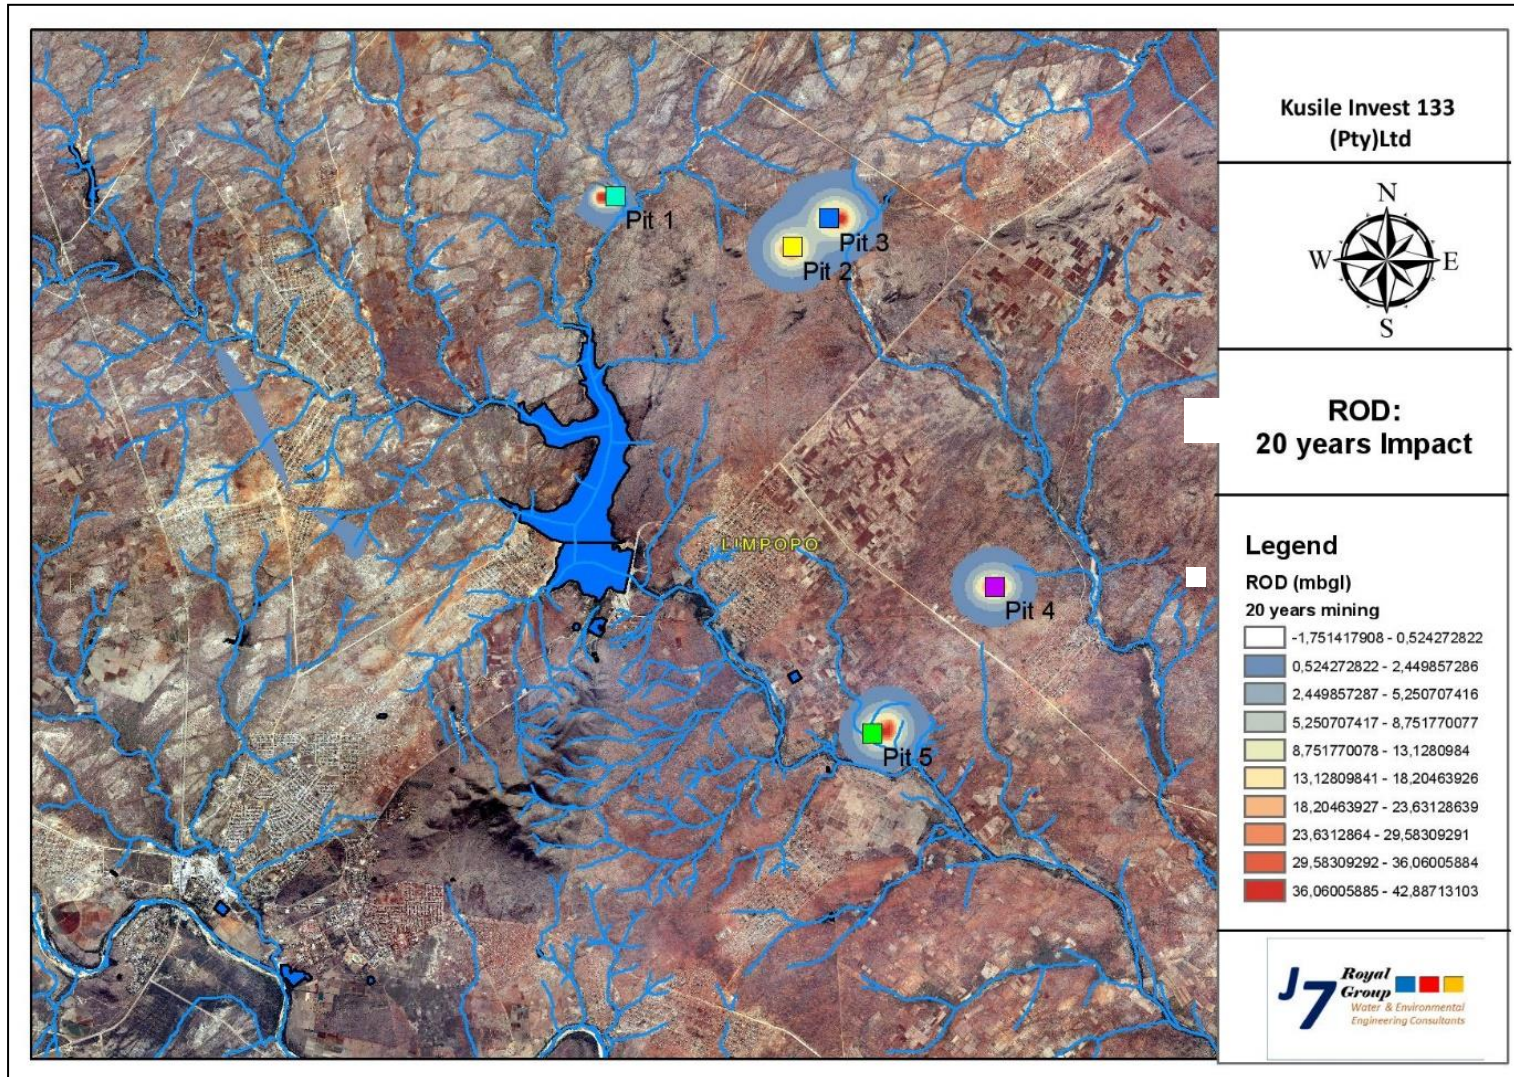 Kusile Invest 133
(Pty)Ltd
N
W
E
S
ROD:
20 years Impact
Legend
ROD (mbgl)
20 years mining
-1,751417908 - 0,524272822
0,524272822 - 2,449857286
2,449857287 - 5,250707416
5,250707417 - 8,751770077
8,751770078 - 13,1280984
13,12809841 - 18,20463926
18,20463927 - 23,63128639
23,6312864 - 29,58309291
29,58309292 - 36,06005884
36,06005885 - 42,88713103
J7
Royal
Group
Water & Environmental
Engineering Consultants
Pit 1
Pit 3
Pit 2
LIMPOPO
Pit 4
Pit 5